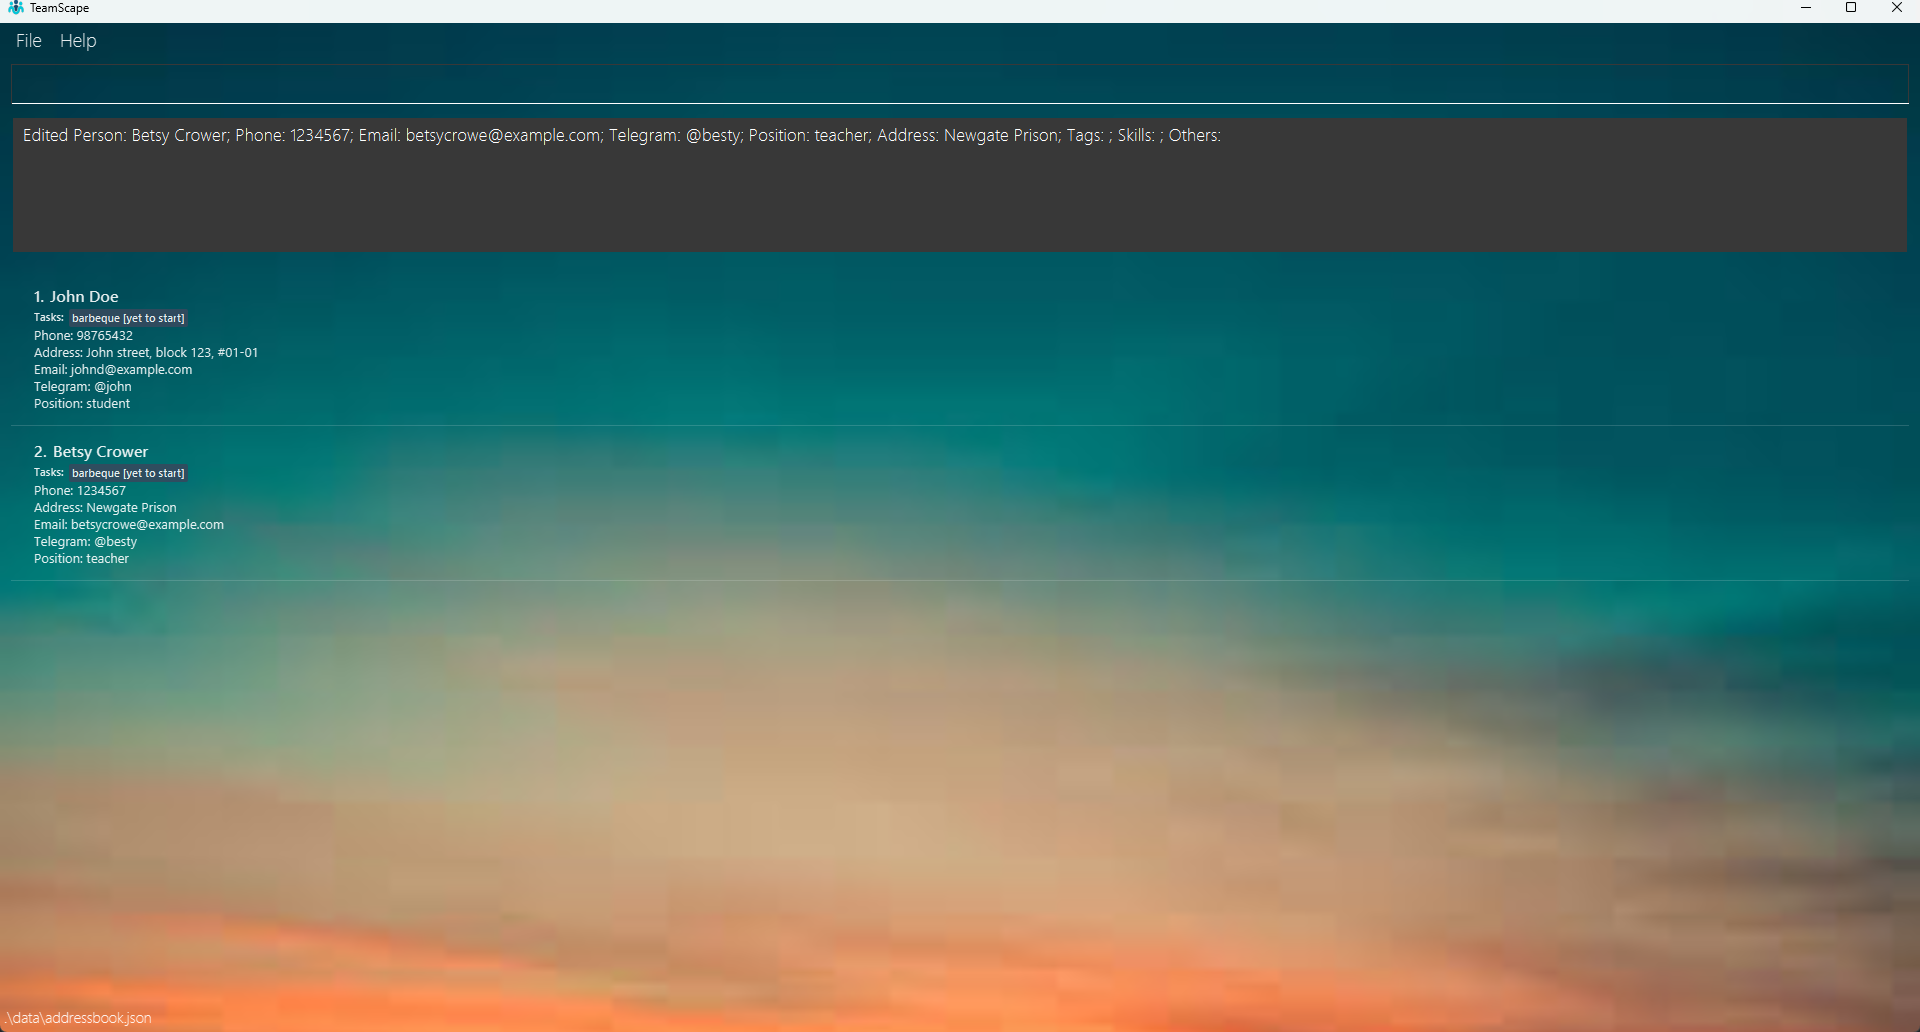 TeamScape
File Help
Edited Person: Betsy Crower; Phone: 1234567; Email: betsycrowe@example.com; Telegram: @besty; Position: teacher; Address: Newgate Prison; Tags: ; Skills: ; Others:
1. John Doe
Tasks: barbeque [yet to start]
Phone: 98765432
Address: John street, block 123, #01-01
Email: johnd@example.com
Telegram: @john
Position: student
2. Betsy Crower
Tasks: barbeque [yet to start]
Phone: 1234567
Address: Newgate Prison
Email: betsycrowe@example.com
Telegram: @besty
Position: teacher
.\data\addressbook.json